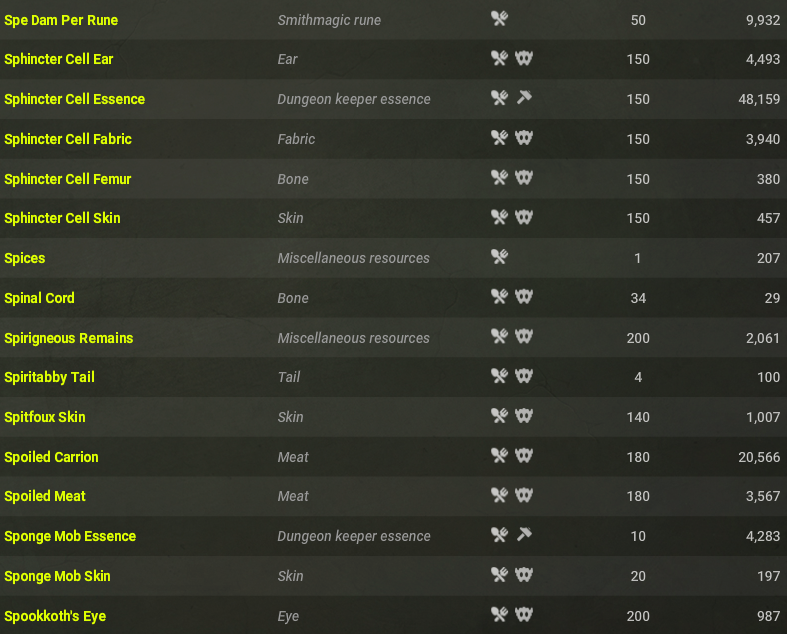 Spe Dam Per Rune Smithmagic rune 50 9,932
Sphincter Cell Ear Ear 150 4,493
Sphincter Cell Essence Dungeon keeper essence 150 48,159
Sphincter Cell Fabric Fabric 150 3,940
Sphincter Cell Femur Bone 150 380
Sphincter Cell Skin Skin 150 457
Spices Miscellaneous resources 1 207
Spinal Cord Bone 34 29
Spirigneous Remains Miscellaneous resources 200 2,061
Spiritabby Tail Tail 4 100
Spitfoux Skin Skin 140 1,007
Spoiled Carrion Meat 180 20,566
Spoiled Meat Meat 180 3,567
Sponge Mob Essence Dungeon keeper essence 10 4,283
Sponge Mob Skin Skin 20 197
Spookkoth's Eye Eye 200 987